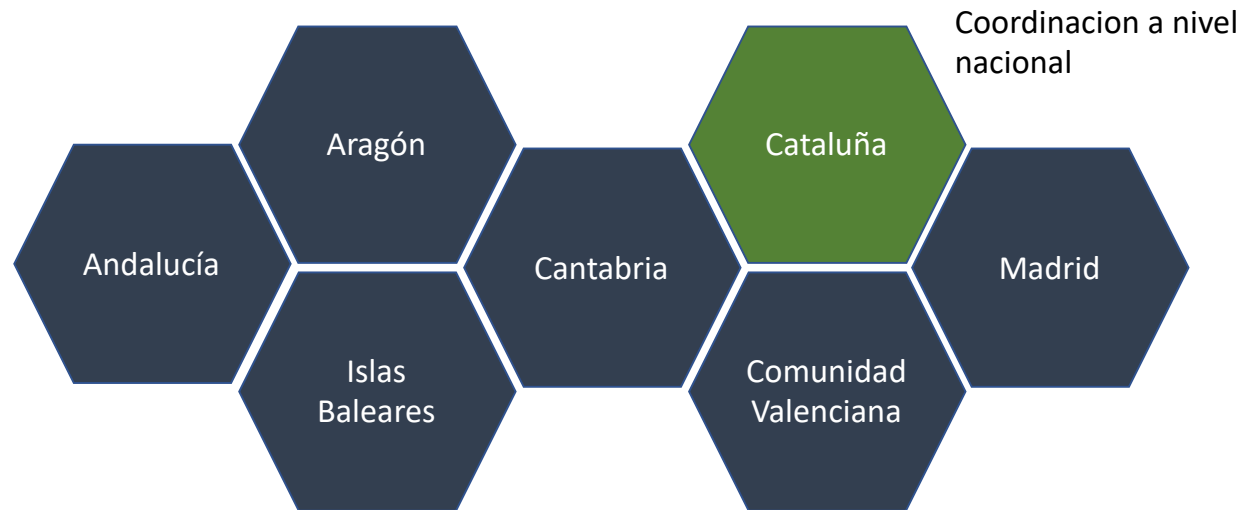 Coordinacion a nivel
nacional
Aragón
Cataluña
Andalucía
Cantabria
Madrid
Islas
Baleares
Comunidad
Valenciana